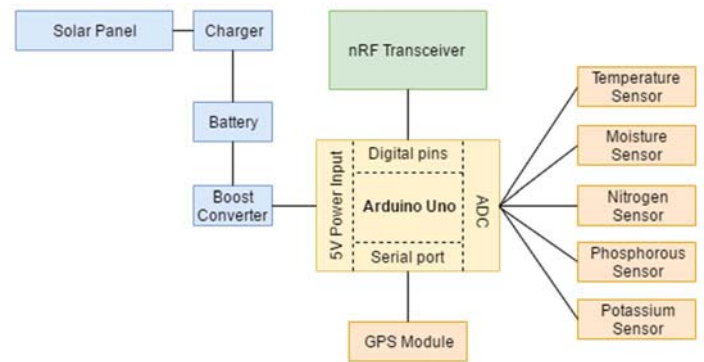 Solar Panel
Charger
nRF Transceiver
Battery
Boost
Converter
5V Power Input
Digital pins
Arduino Uno
Serial port
ADC
GPS Module
Temperature
Sensor
Moisture
Sensor
Nitrogen
Sensor
Phosphorous
Sensor
Potassium
Sensor